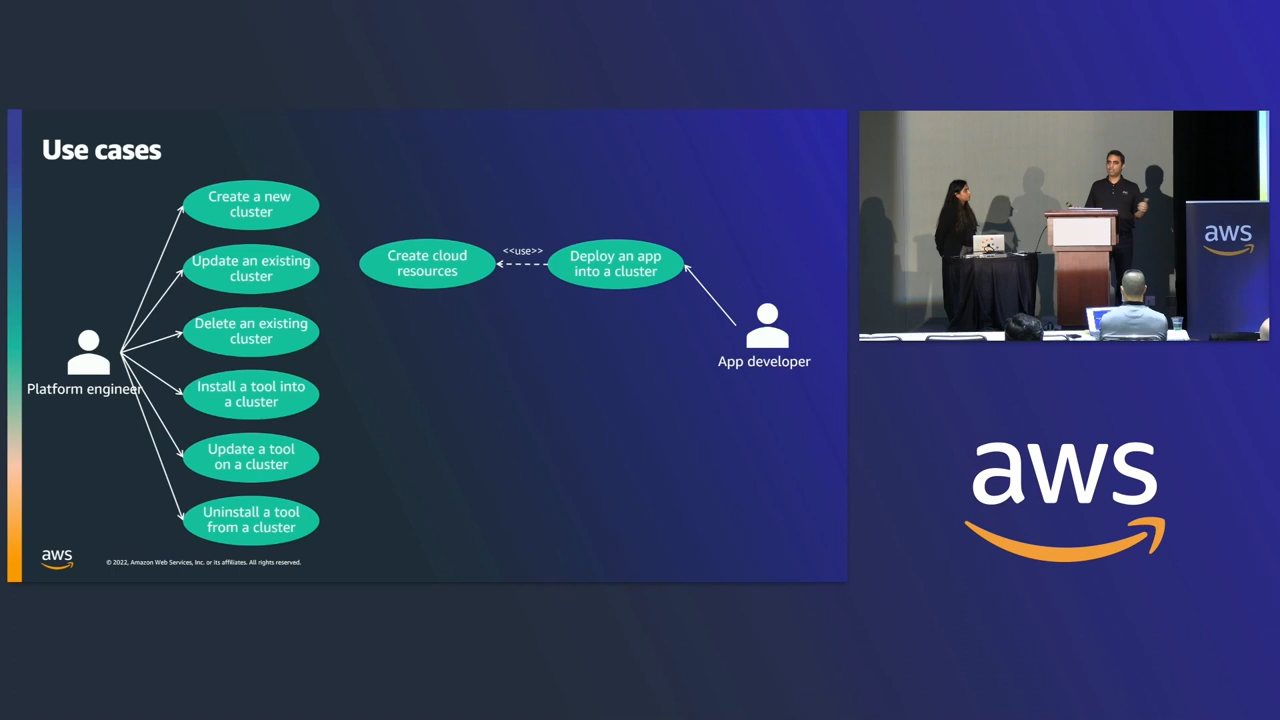 Use cases
Create a new
cluster
Update an existing
cluster
Delete an existing
cluster
Install a tool into
a cluster
Update a tool
on a cluster
Uninstall a tool
from a cluster
Platform engineer
Create cloud
resources
<<use>>
Deploy an app
into a cluster
App developer
aws
© 2022, Amazon Web Services, Inc. or its affiliates. All rights reserved.
aws
aws